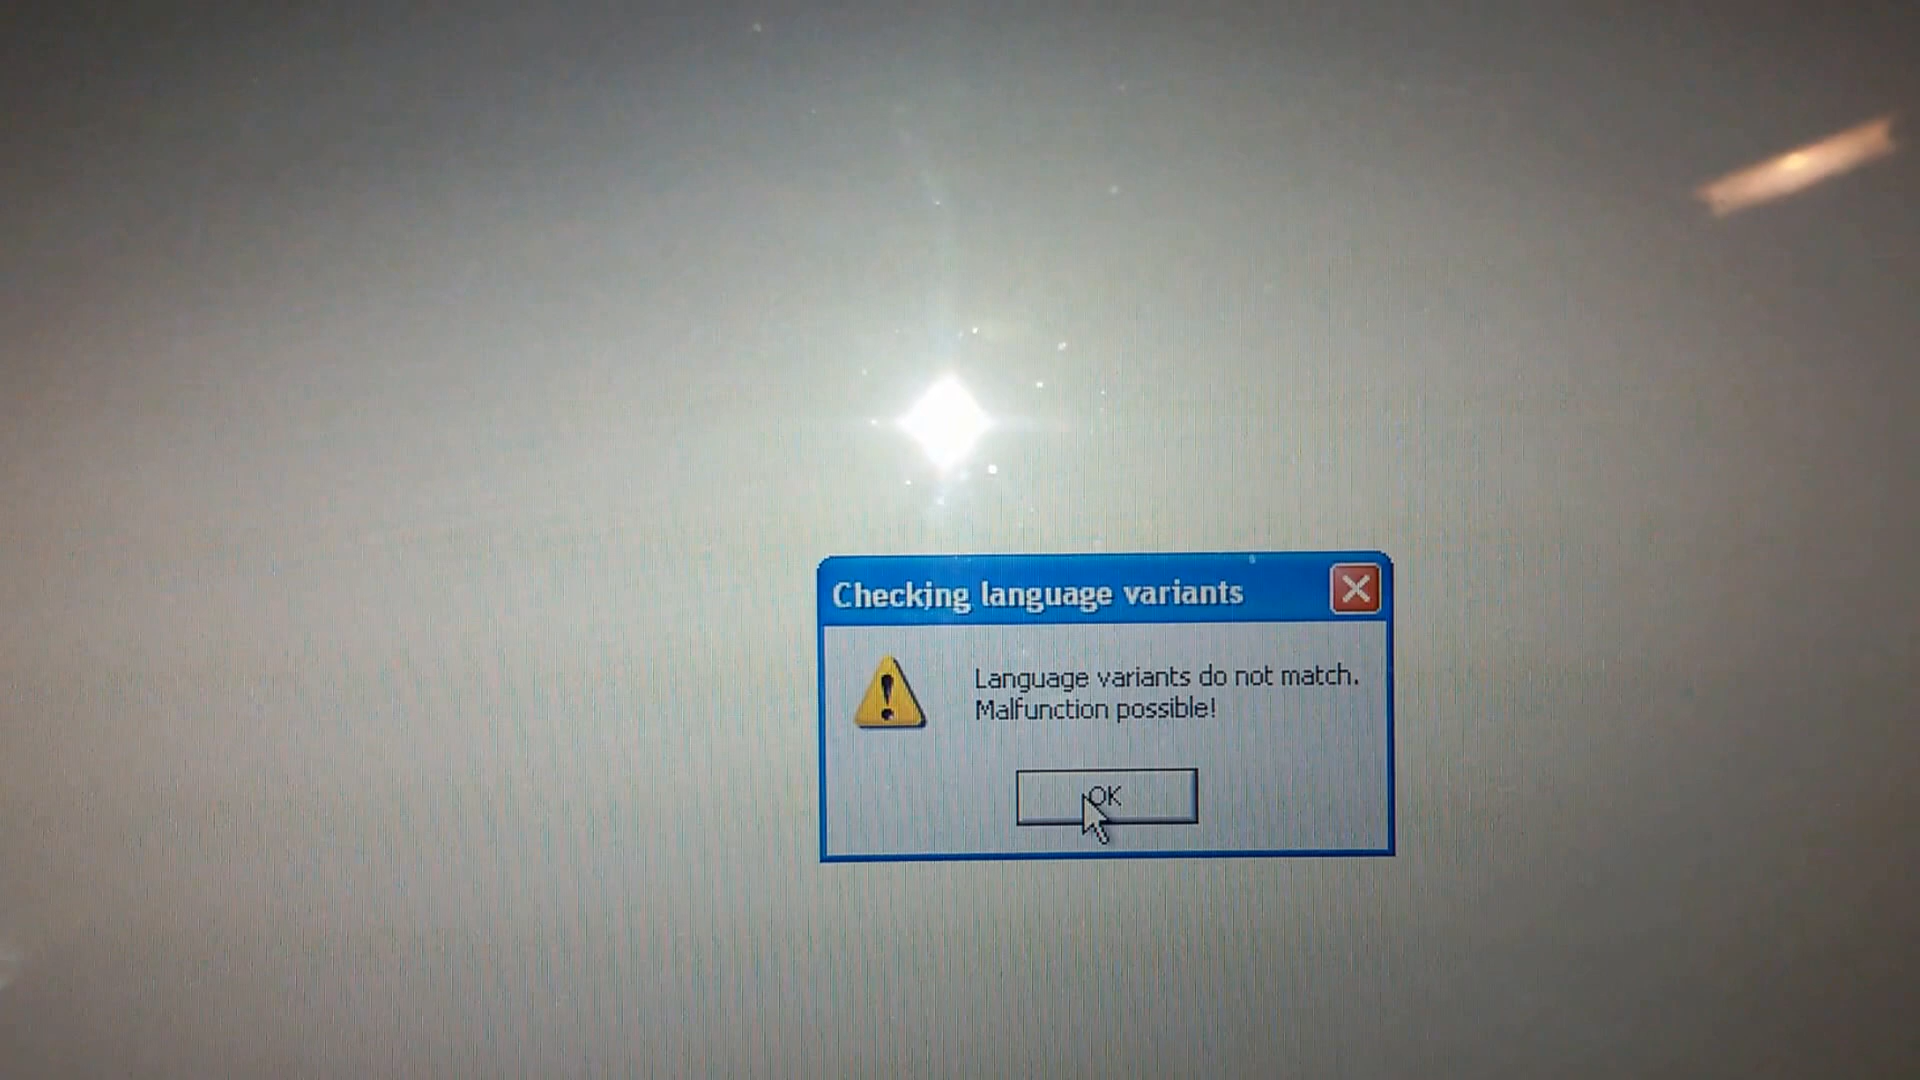 Checking language variants
Language variants do not match.
Malfunction possible!
OK